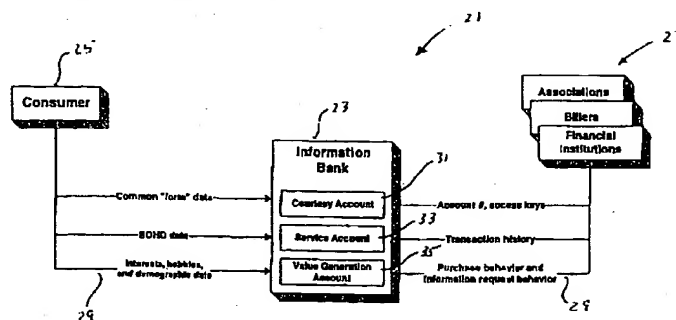 21
25
2
Consumer
Associations
Billers
Financial
Institutions
23
Information
Bank
31
Common "form" data
Courtesy Account
Account #, access keys
33
SOHO data
Service Account
Transaction history
35
Interests, hobbies,
and demographic data
Value Generation
Account
Purchase behavior and
information request behavior
29
29